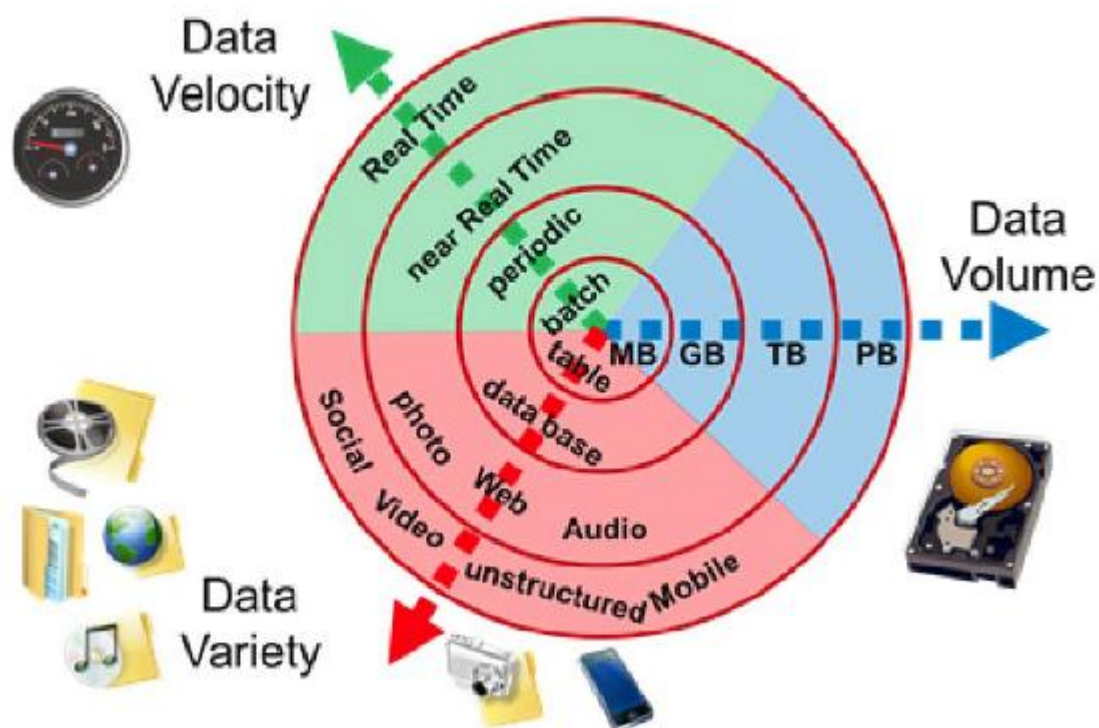 Data
Velocity
Real Time
near Real Time
periodic
batch
Data
Volume
MB GB TB PB
table
data base
photo Web Audio
Social Video unstructured Mobile
Data
Variety